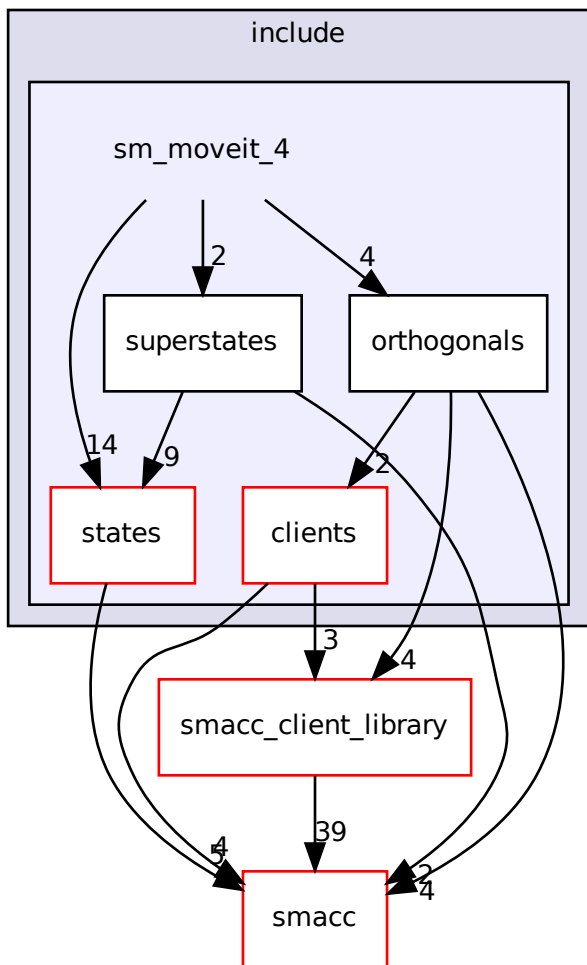 include
sm_moveit_4
2
4
superstates
orthogonals
14
9
2
states
clients
3
4
smacc_client_library
4
5
39
2
4
smacc